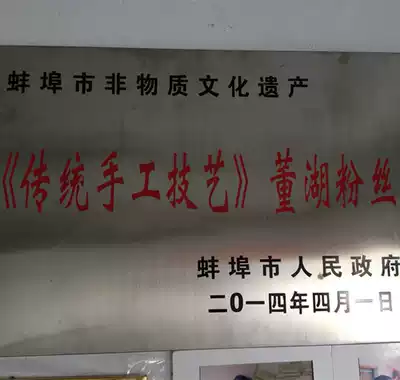 蚌埠市非物质文化遗产
《传统手工技艺》董湖粉丝
蚌埠市人民政府
二0一四年四月一日